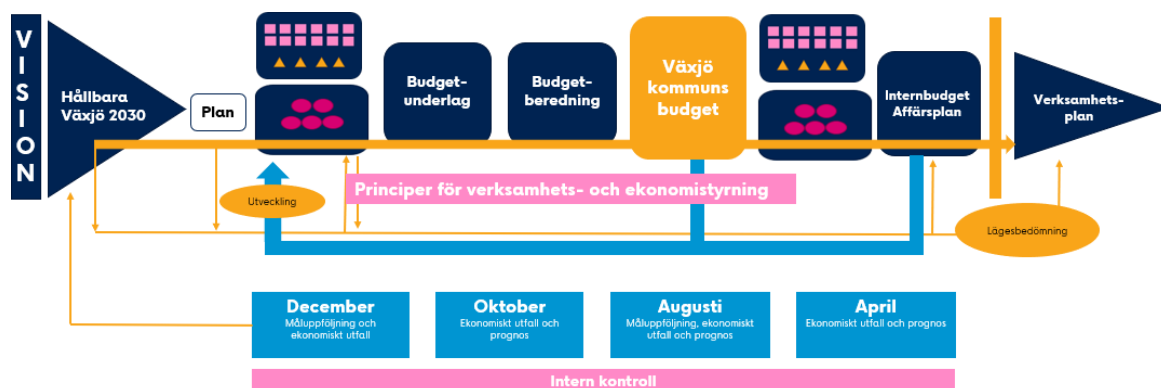 VISION
Hållbara
Växjö 2030
Plan
Budget-
underlag
Budget-
beredning
Växjö
kommuns
budget
Internbudget
Affärsplan
Verksamhets-
plan
Principer för verksamhets- och ekonomistyrning
Utveckling
Lägesbedömning
December
Måluppföljning och
ekonomiskt utfall
Oktober
Ekonomiskt utfall och
prognos
Augusti
Måluppföljning, ekonomiskt
utfall och prognos
April
Ekonomiskt utfall och prognos
Intern kontroll